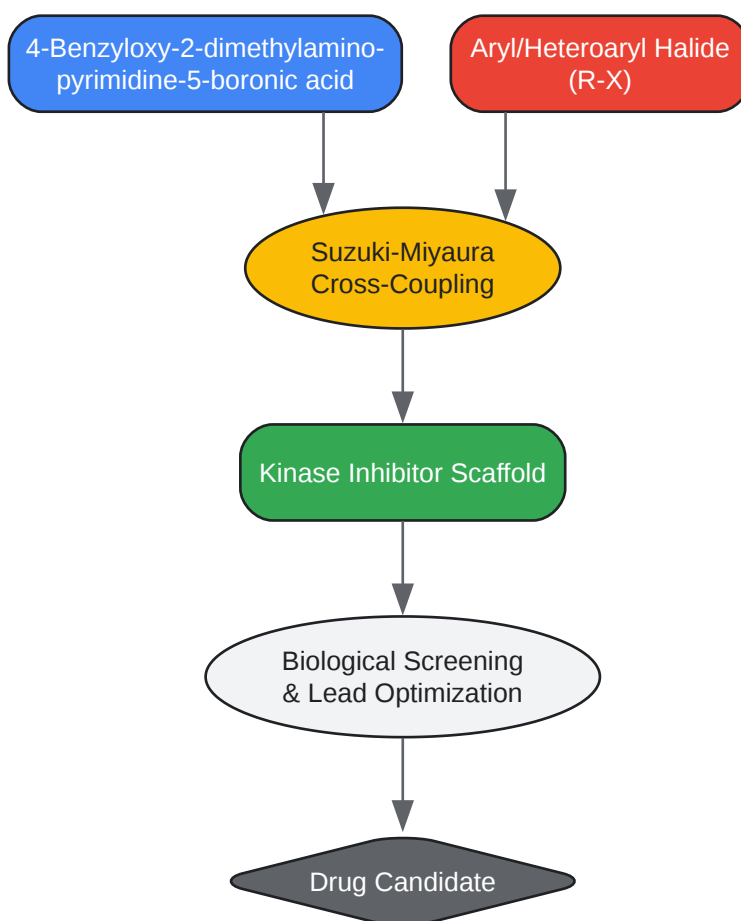 4-Benzyloxy-2-dimethylamino-
pyrimidine-5-boronic acid
Aryl/Heteroaryl Halide
(R-X)
Suzuki-Miyaura
Cross-Coupling
Kinase Inhibitor Scaffold
Biological Screening
& Lead Optimization
Drug Candidate